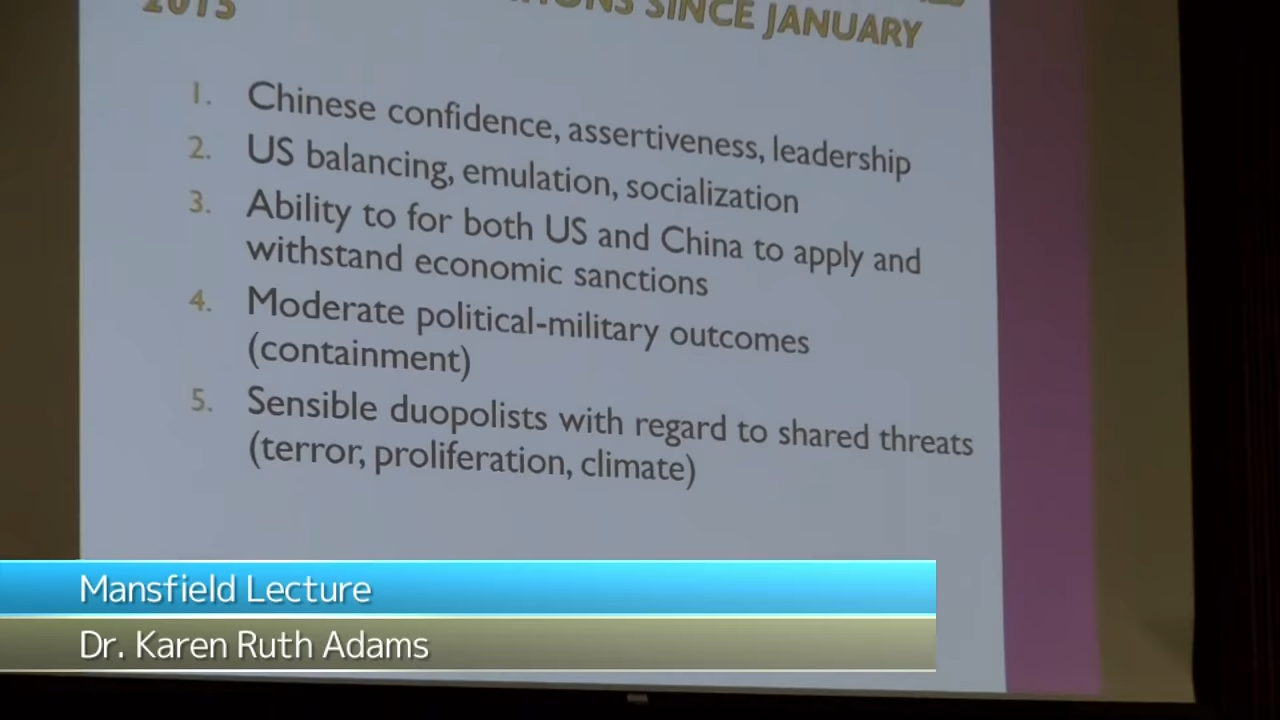 SINCE JANUARY
2015
1. Chinese confidence, assertiveness, leadership
2. US balancing, emulation, socialization
3. Ability to for both US and China to apply and
withstand economic sanctions
4. Moderate political-military outcomes
(containment)
5. Sensible duopolists with regard to shared threats
(terror, proliferation, climate)
Mansfield Lecture
Dr. Karen Ruth Adams